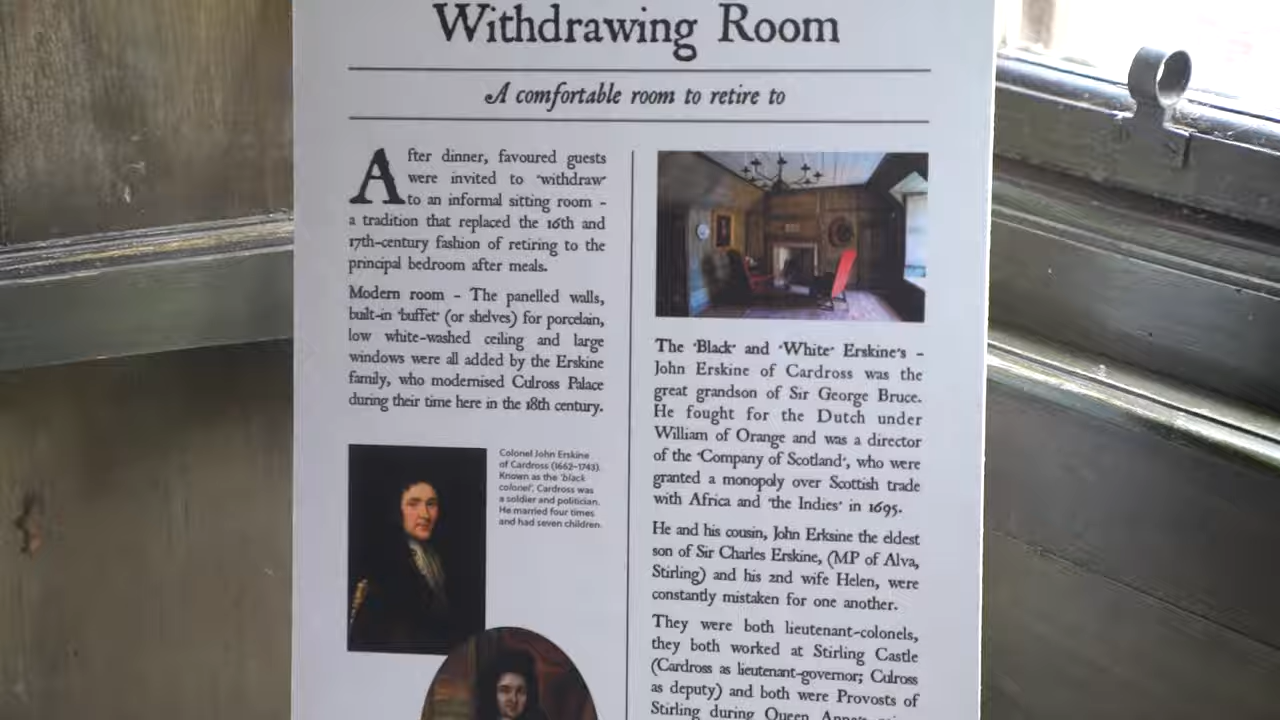 Withdrawing Room
A comfortable room to retire to
After dinner, favoured guests
were invited to 'withdraw'
to an informal sitting room -
a tradition that replaced the 16th and
17th-century fashion of retiring to the
principal bedroom after meals.
Modern room - The panelled walls,
built-in 'buffet' (or shelves) for porcelain,
low white-washed ceiling and large
windows were all added by the Erskine
family, who modernised Culross Palace
during their time here in the 18th century.
Colonel John Erskine
of Cardross (1662-1743).
Known as the 'black
colonel', Cardross was
a soldier and politician.
He married four times
and had seven children.
The 'Black' and 'White' Erskine's -
John Erskine of Cardross was the
great grandson of Sir George Bruce.
He fought for the Dutch under
William of Orange and was a director
of the 'Company of Scotland', who were
granted a monopoly over Scottish trade
with Africa and 'the Indies' in 1695.
He and his cousin, John Erksine the eldest
son of Sir Charles Erskine, (MP of Alva,
Stirling) and his 2nd wife Helen, were
constantly mistaken for one another.
They were both lieutenant-colonels,
they both worked at Stirling Castle
(Cardross as lieutenant-governor; Culross
as deputy) and both were Provosts of
Stirling during Queen